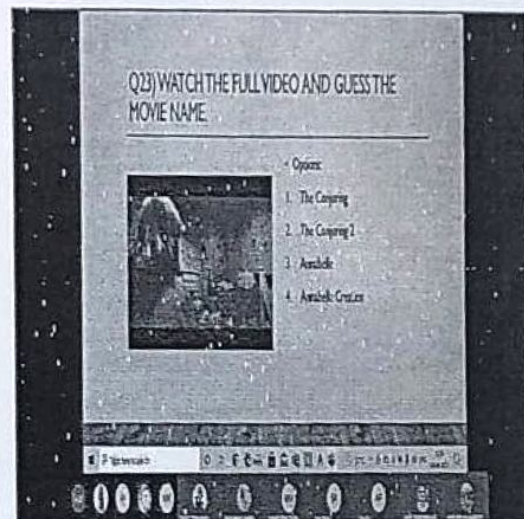 Q23) WATCH THE FULL VIDEO AND GUESS THE
MOVIE NAME.
• Options:
1. The Conjuring
2. The Conjuring 2
3. Annabelle
4. Annabelle Creation